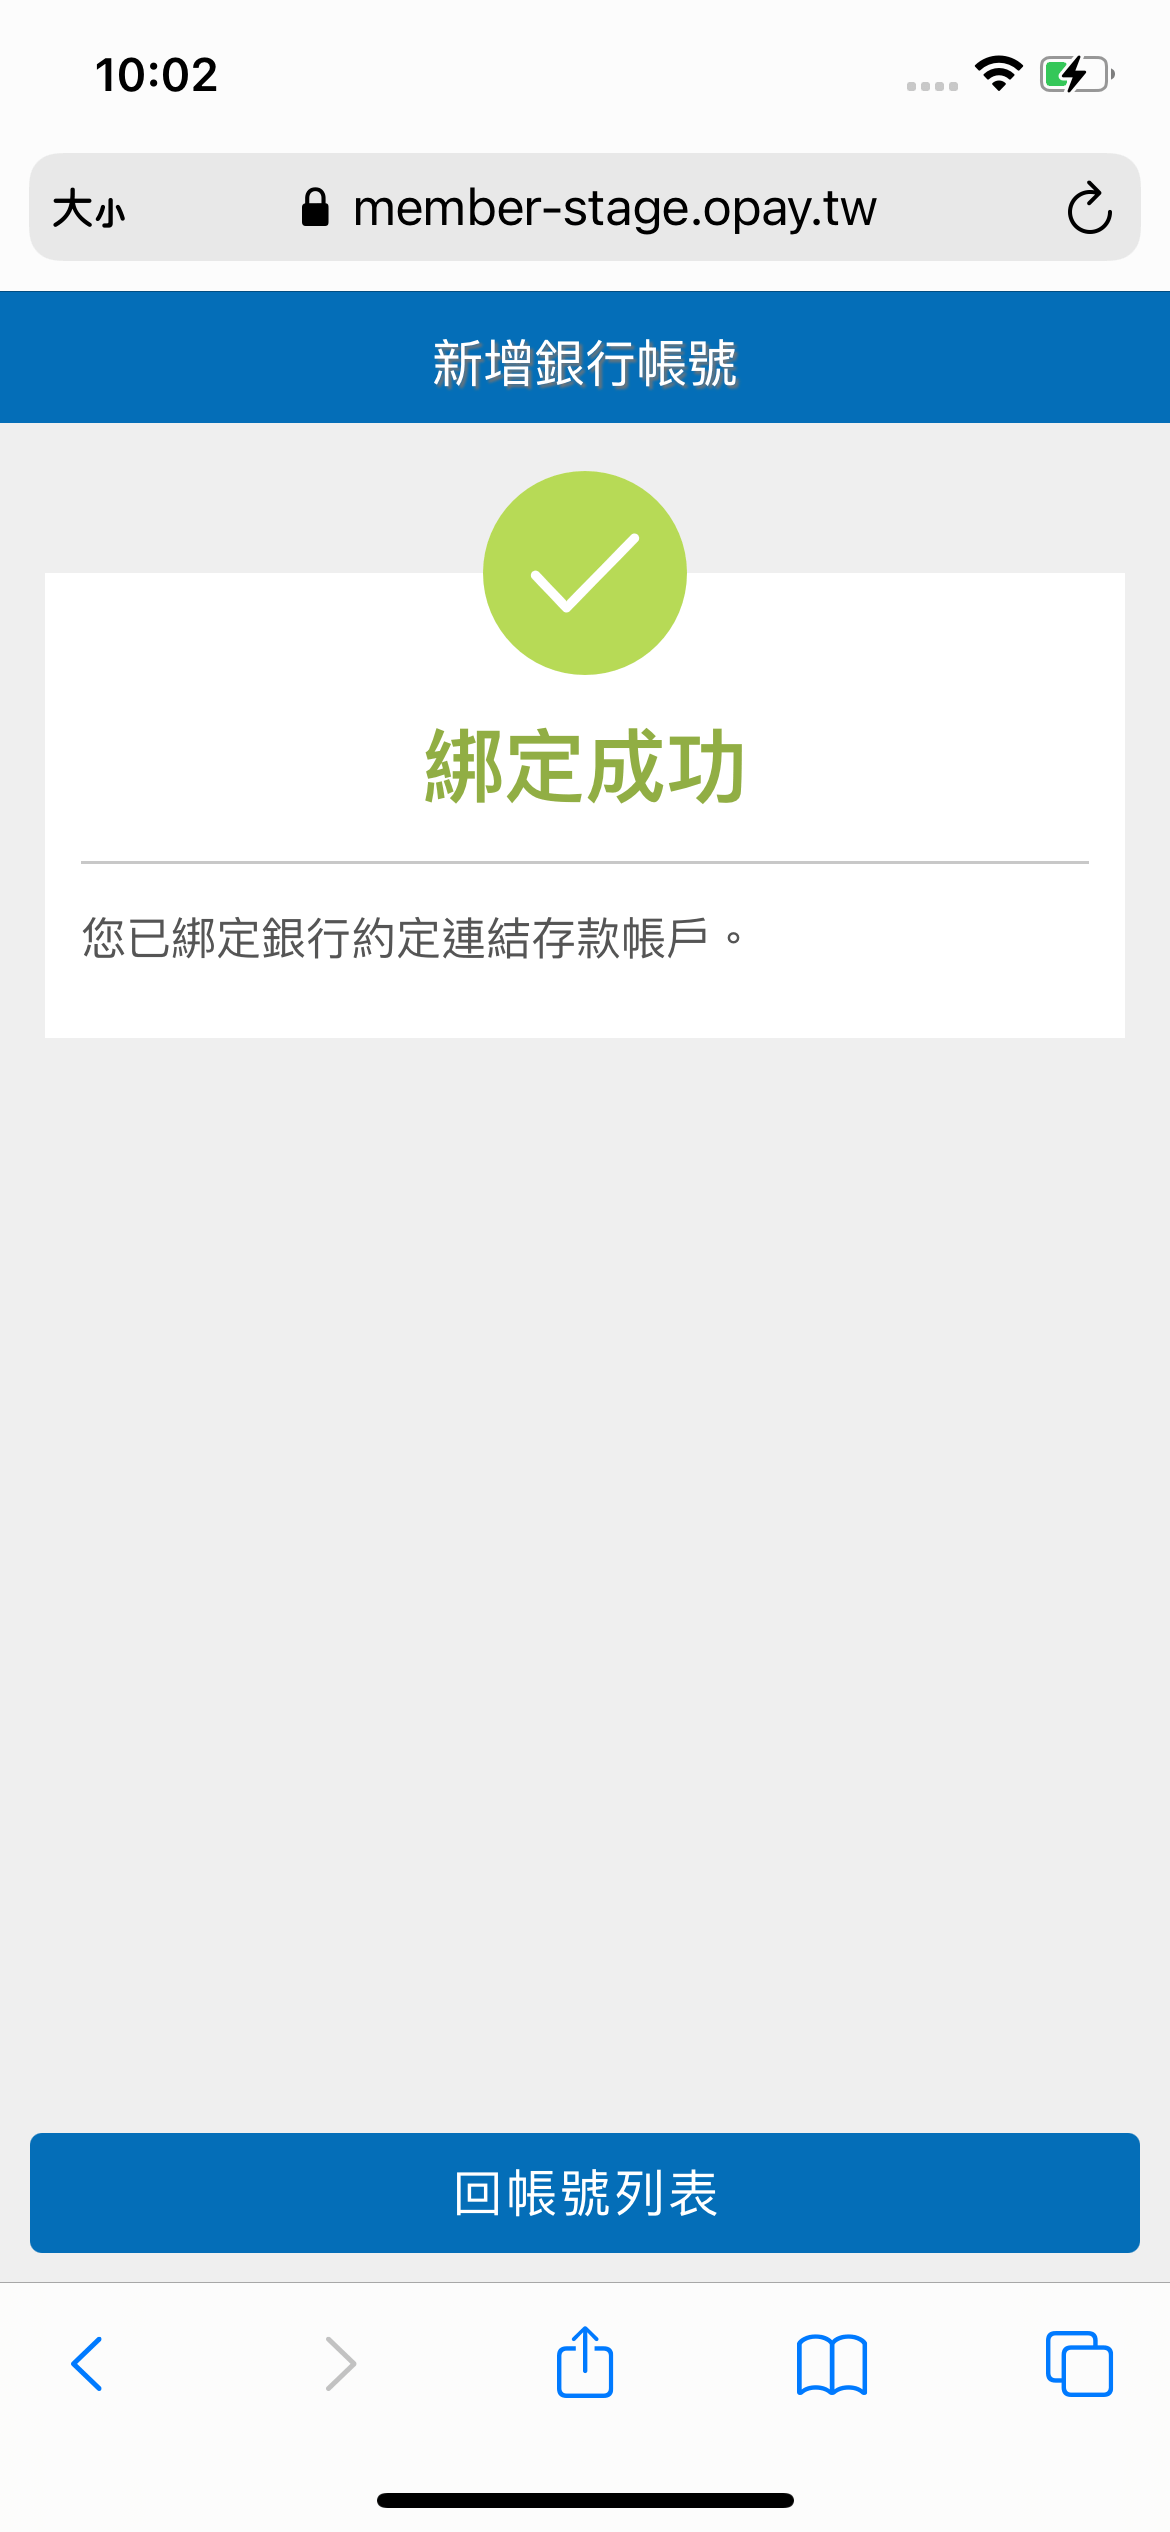 10:02
大小 member-stage.opay.tw
新增銀行帳號
綁定成功
您已綁定銀行約定連結存款帳戶。
回帳號列表